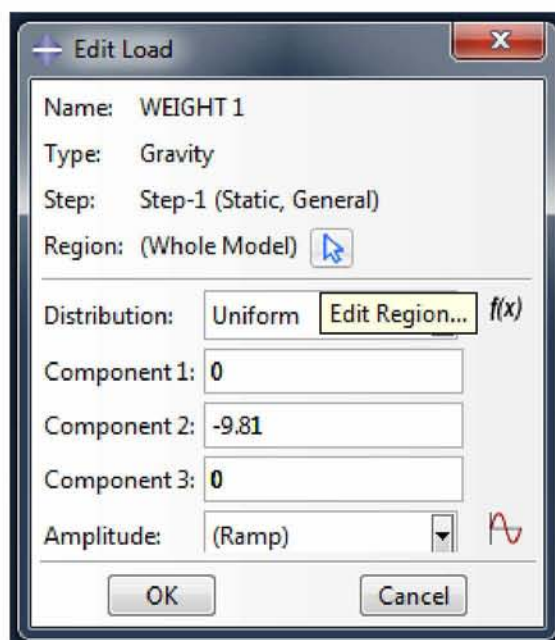 Edit Load
Name: WEIGHT 1
Type: Gravity
Step: Step-1 (Static, General)
Region: (Whole Model)
Distribution: Uniform Edit Region... f(x)
Component 1: 0
Component 2: -9.81
Component 3: 0
Amplitude: (Ramp)
OK Cancel